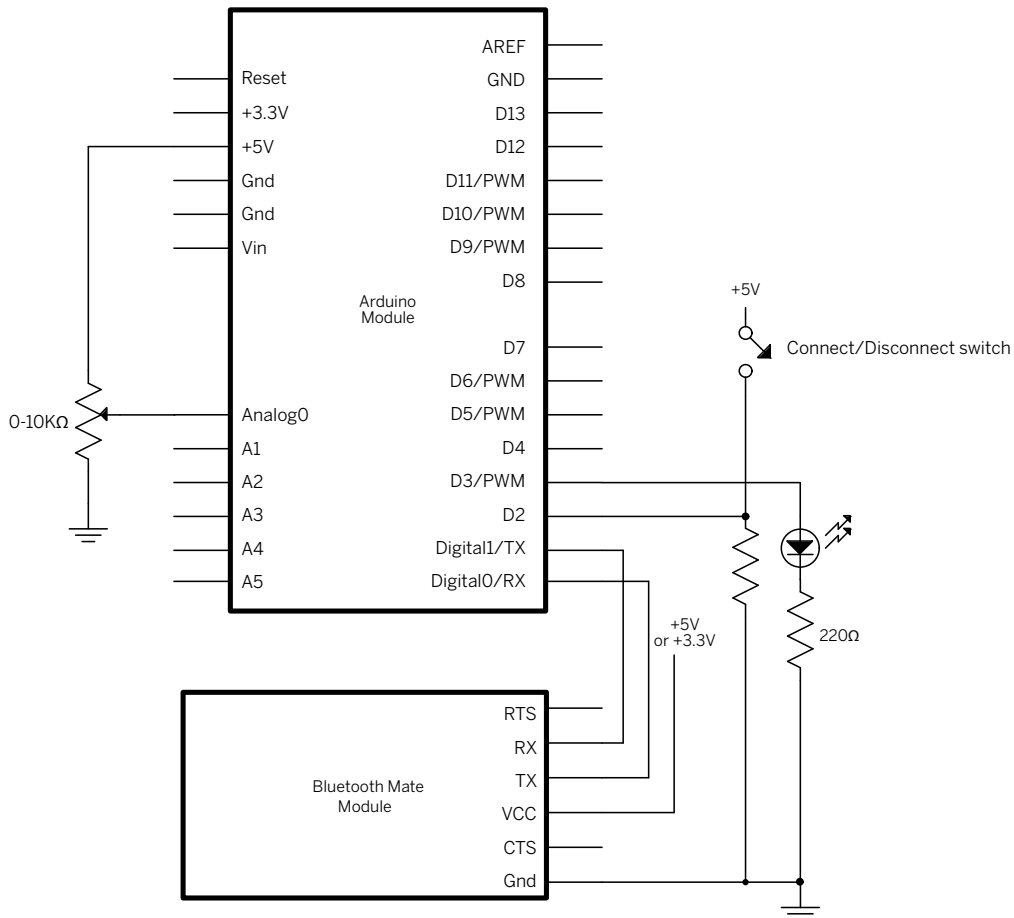 Reset
+3.3V
+5V
Gnd
Gnd
Vin
Analog0
A1
A2
A3
A4
A5
Arduino
Module
AREF
GND
D13
D12
D11/PWM
D10/PWM
D9/PWM
D8
D7
D6/PWM
D5/PWM
D4
D3/PWM
D2
Digital1/TX
Digital0/RX
0-10KΩ
+5V
Connect/Disconnect switch
220Ω
+5V
or +3.3V
Bluetooth Mate
Module
RTS
RX
TX
VCC
CTS
Gnd